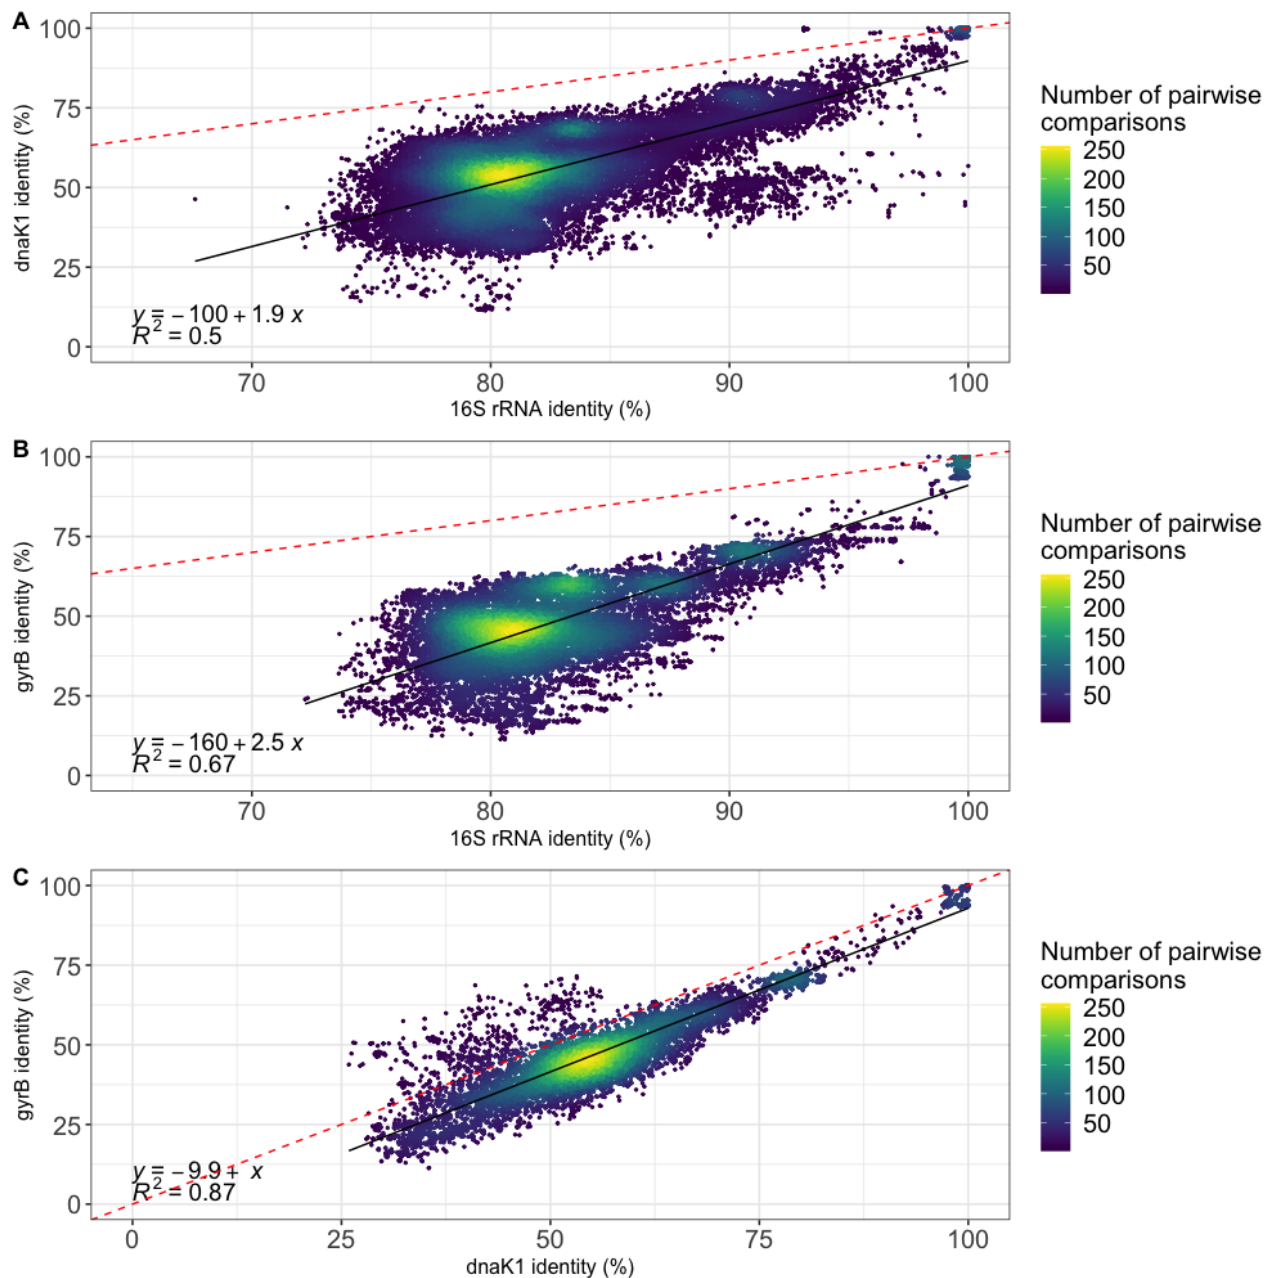 A
100
75
50
25
0
dnaK1 identity (%)
y = − 100 + 1.9 x
R² = 0.5
70 80 90 100
16S rRNA identity (%)
Number of pairwise
comparisons
250
200
150
100
50
B
100
75
50
25
0
gyrB identity (%)
y = − 160 + 2.5 x
R² = 0.67
70 80 90 100
16S rRNA identity (%)
Number of pairwise
comparisons
250
200
150
100
50
C
100
75
50
25
0
gyrB identity (%)
y = − 9.9 + x
R² = 0.87
0 25 50 75 100
dnaK1 identity (%)
Number of pairwise
comparisons
250
200
150
100
50